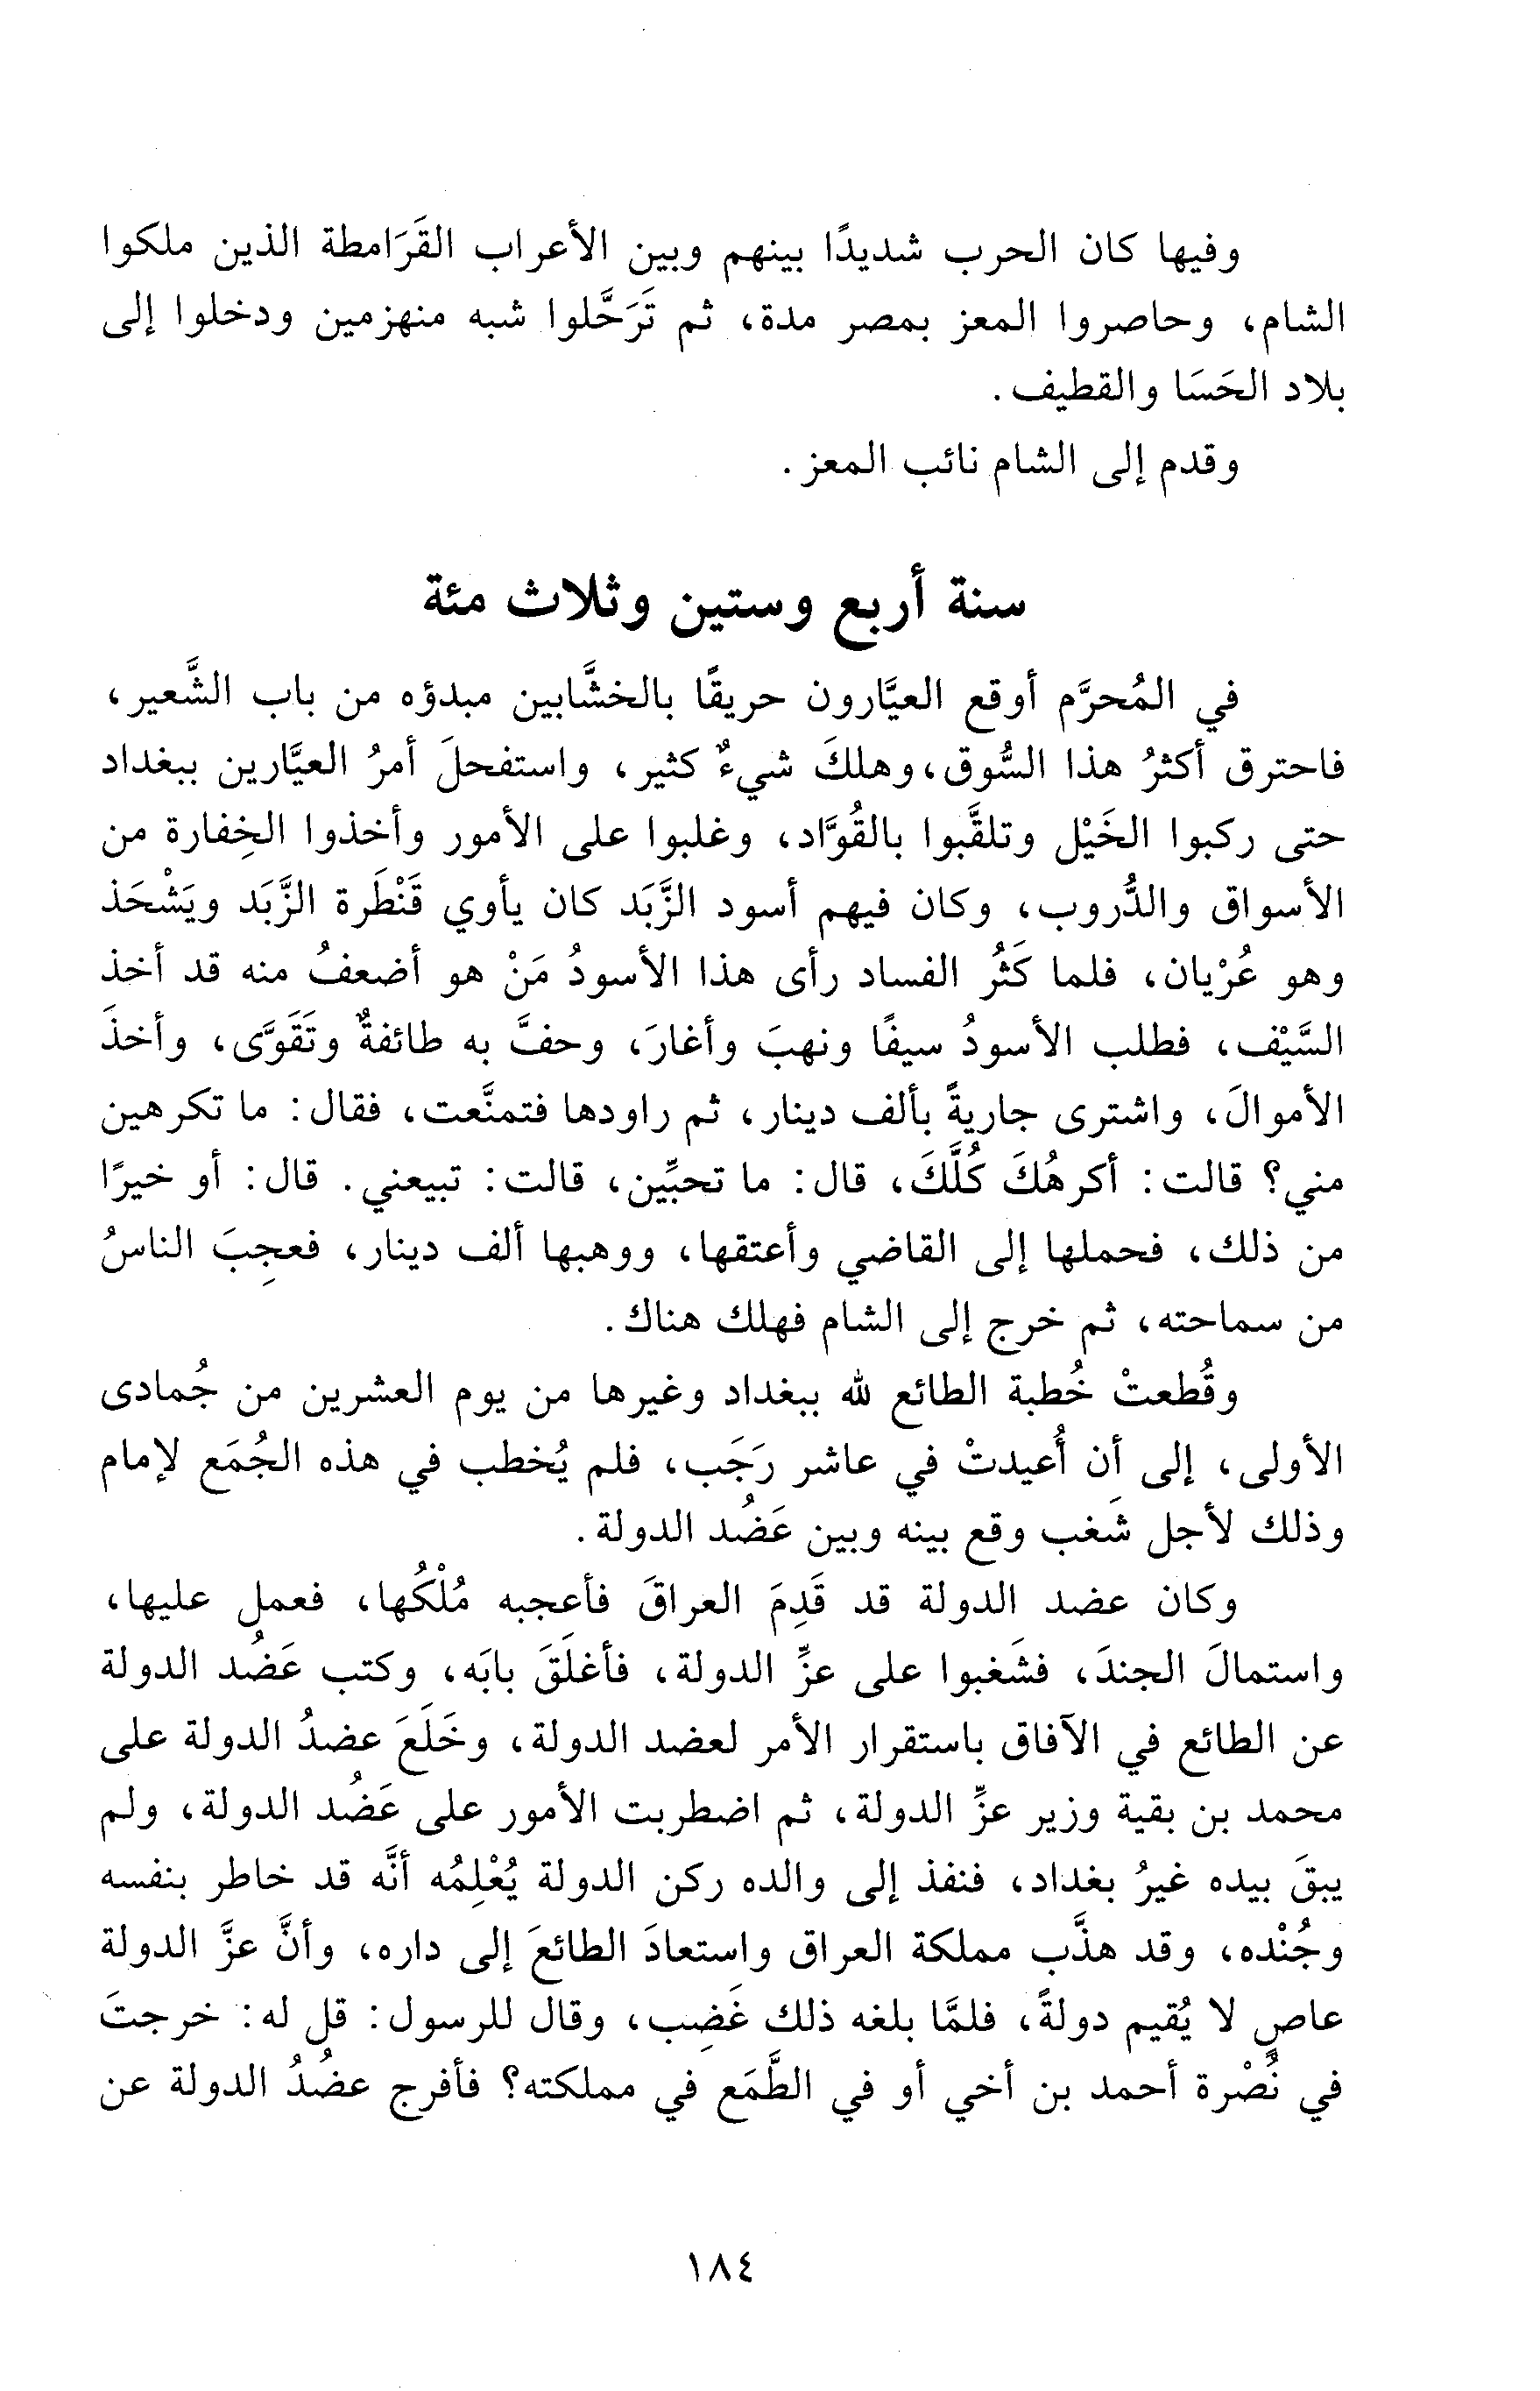 وفيها كان الحرب شديدًا بينهم وبين الأعراب القَرَامطة الذين ملكوا
الشام، وحاصروا المعز بمصر مدة، ثم تَرَحَّلوا شبه منهزمين ودخلوا إلى
بلاد الحَسَا والقطيف.
وقدم إلى الشام نائب المعز.
سنة أربع وستين وثلاث مئة
في المُحرَّم أوقع العيَّارون حريقًا بالخشَّابين مبدؤه من باب الشَّعير،
فاحترق أكثرُ هذا السُّوق، وهلكَ شيءٌ كثير، واستفحلَ أمرُ العيَّارين ببغداد
حتى ركبوا الخَيْل وتلقَّبوا بالقُوَّاد، وغلبوا على الأمور وأخذوا الخِفارة من
الأسواق والدُّروب، وكان فيهم أسود الزَّبَد كان يأوي قَنْطَرة الزَّبَد ويَشْحَذ
وهو عُرْيان، فلما كَثُر الفساد رأى هذا الأسودُ مَنْ هو أضعفُ منه قد أخذ
السَّيْف، فطلب الأسودُ سيفًا ونهبَ وأغارَ، وحفَّ به طائفةٌ وتَقَوَّى، وأخذَ
الأموالَ، واشترى جاريةً بألف دينار، ثم راودها فتمنَّعت، فقال: ما تكرهين
مني؟ قالت: أكرهُكَ كُلَّكَ، قال: ما تحبِّين، قالت: تبيعني. قال: أو خيرًا
من ذلك، فحملها إلى القاضي وأعتقها، ووهبها ألف دينار، فعجِبَ الناسُ
من سماحته، ثم خرج إلى الشام فهلك هناك.
وقُطعتْ خُطبة الطائع لله ببغداد وغيرها من يوم العشرين من جُمادى
الأولى، إلى أن أُعيدتْ في عاشر رَجَب، فلم يُخطب في هذه الجُمَع لإمام
وذلك لأجل شَغب وقع بينه وبين عَضُد الدولة.
وكان عضد الدولة قد قَدِمَ العراقَ فأعجبه مُلْكُها، فعمل عليها،
واستمالَ الجندَ، فشَغبوا على عزِّ الدولة، فأغلَقَ بابَه، وكتب عَضُد الدولة
عن الطائع في الآفاق باستقرار الأمر لعضد الدولة، وخَلَعَ عضدُ الدولة على
محمد بن بقية وزير عزِّ الدولة، ثم اضطربت الأمور على عَضُد الدولة، ولم
يبقَ بيده غيرُ بغداد، فنفذ إلى والده ركن الدولة يُعْلِمُه أنَّه قد خاطر بنفسه
وجُنْده، وقد هذَّب مملكة العراق واستعادَ الطائعَ إلى داره، وأنَّ عزَّ الدولة
عاصٍ لا يُقيم دولةً، فلمَّا بلغه ذلك غَضِب، وقال للرسول: قل له: خرجتَ
في نُصْرة أحمد بن أخي أو في الطَّمَع في مملكته؟ فأفرج عضُدُ الدولة عن
١٨٤